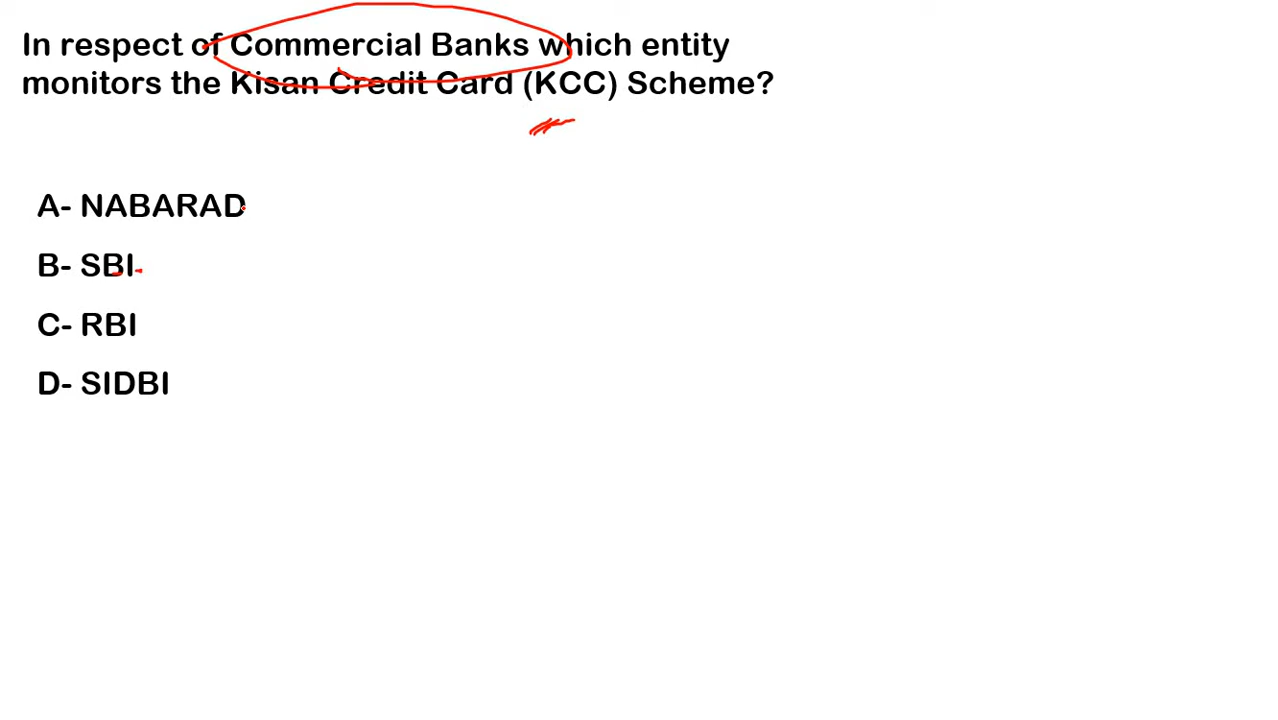 In respect of Commercial Banks which entity
monitors the Kisan Credit Card (KCC) Scheme?
A- NABARAD
B- SBI
C- RBI
D- SIDBI